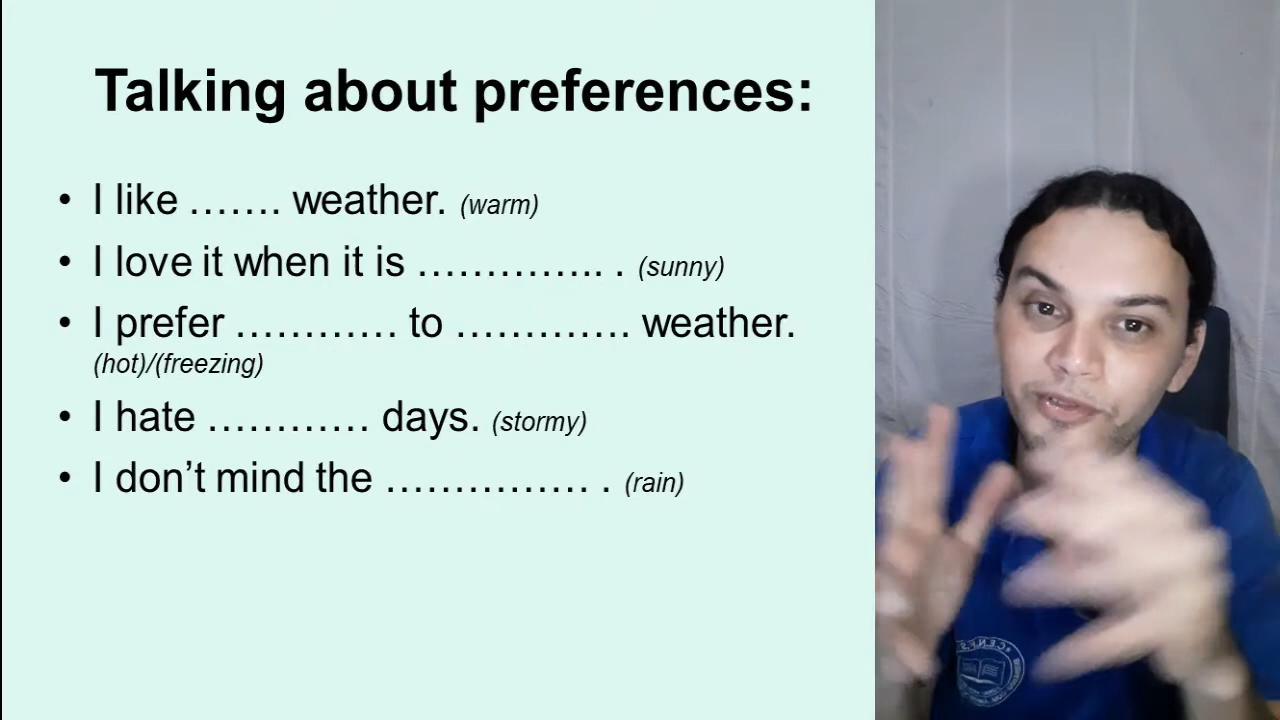 Talking about preferences:
• I like ……. weather. (warm)
• I love it when it is ………….. . (sunny)
• I prefer ………… to …………. weather.
(hot)/(freezing)
• I hate ………… days. (stormy)
• I don’t mind the …………… . (rain)